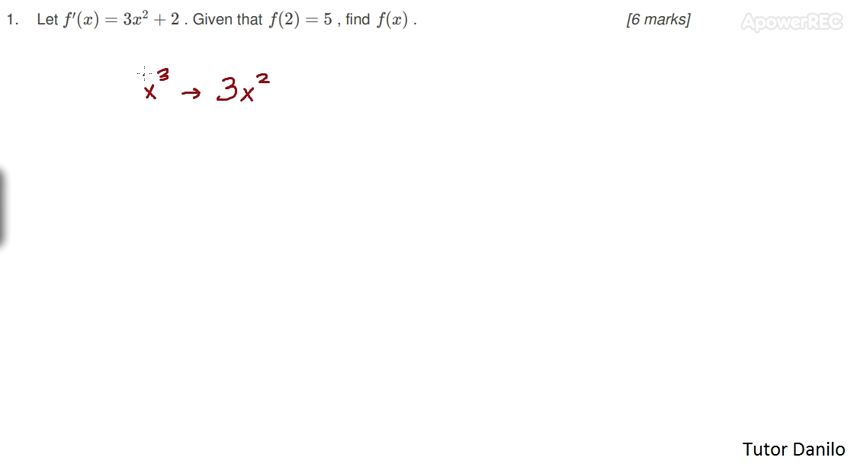 1. Let f′(x) = 3x² + 2 . Given that f(2) = 5 , find f(x) . [6 marks]
ApowerREC
x³ → 3x²
Tutor Danilo